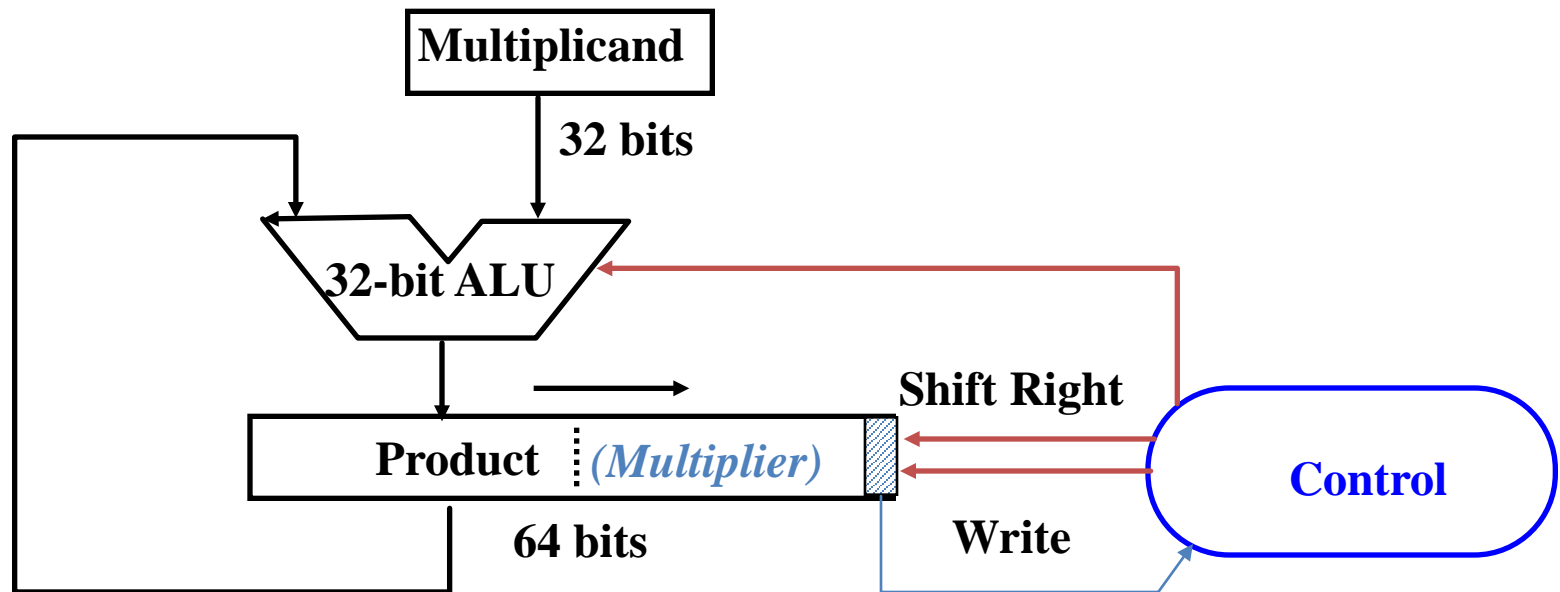 Multiplicand
32 bits
32-bit ALU
Shift Right
Product (Multiplier)
Control
64 bits
Write